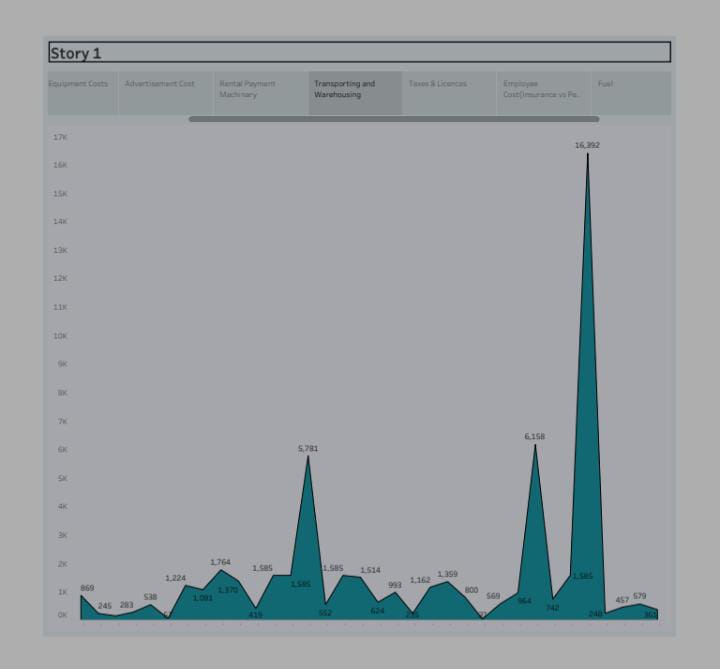 Story 1
Equipment Costs
Advertisement Cost
Rental Payment
Machinary
Transporting and
Warehousing
Taxes & Licences
Employee
Cost(Insurance vs Pe..
Fuel
17K
16K
15K
14K
13K
12K
11K
10K
9K
8K
7K
6K
5K
4K
3K
2K
1K
0K
16,392
6,158
5,781
1,764
1,585
1,585
1,514
1,224
1,370
1,585
1,585
1,162
1,359
993
869
1,091
800
569
964
538
245
283
419
552
624
742
457
579
248
361